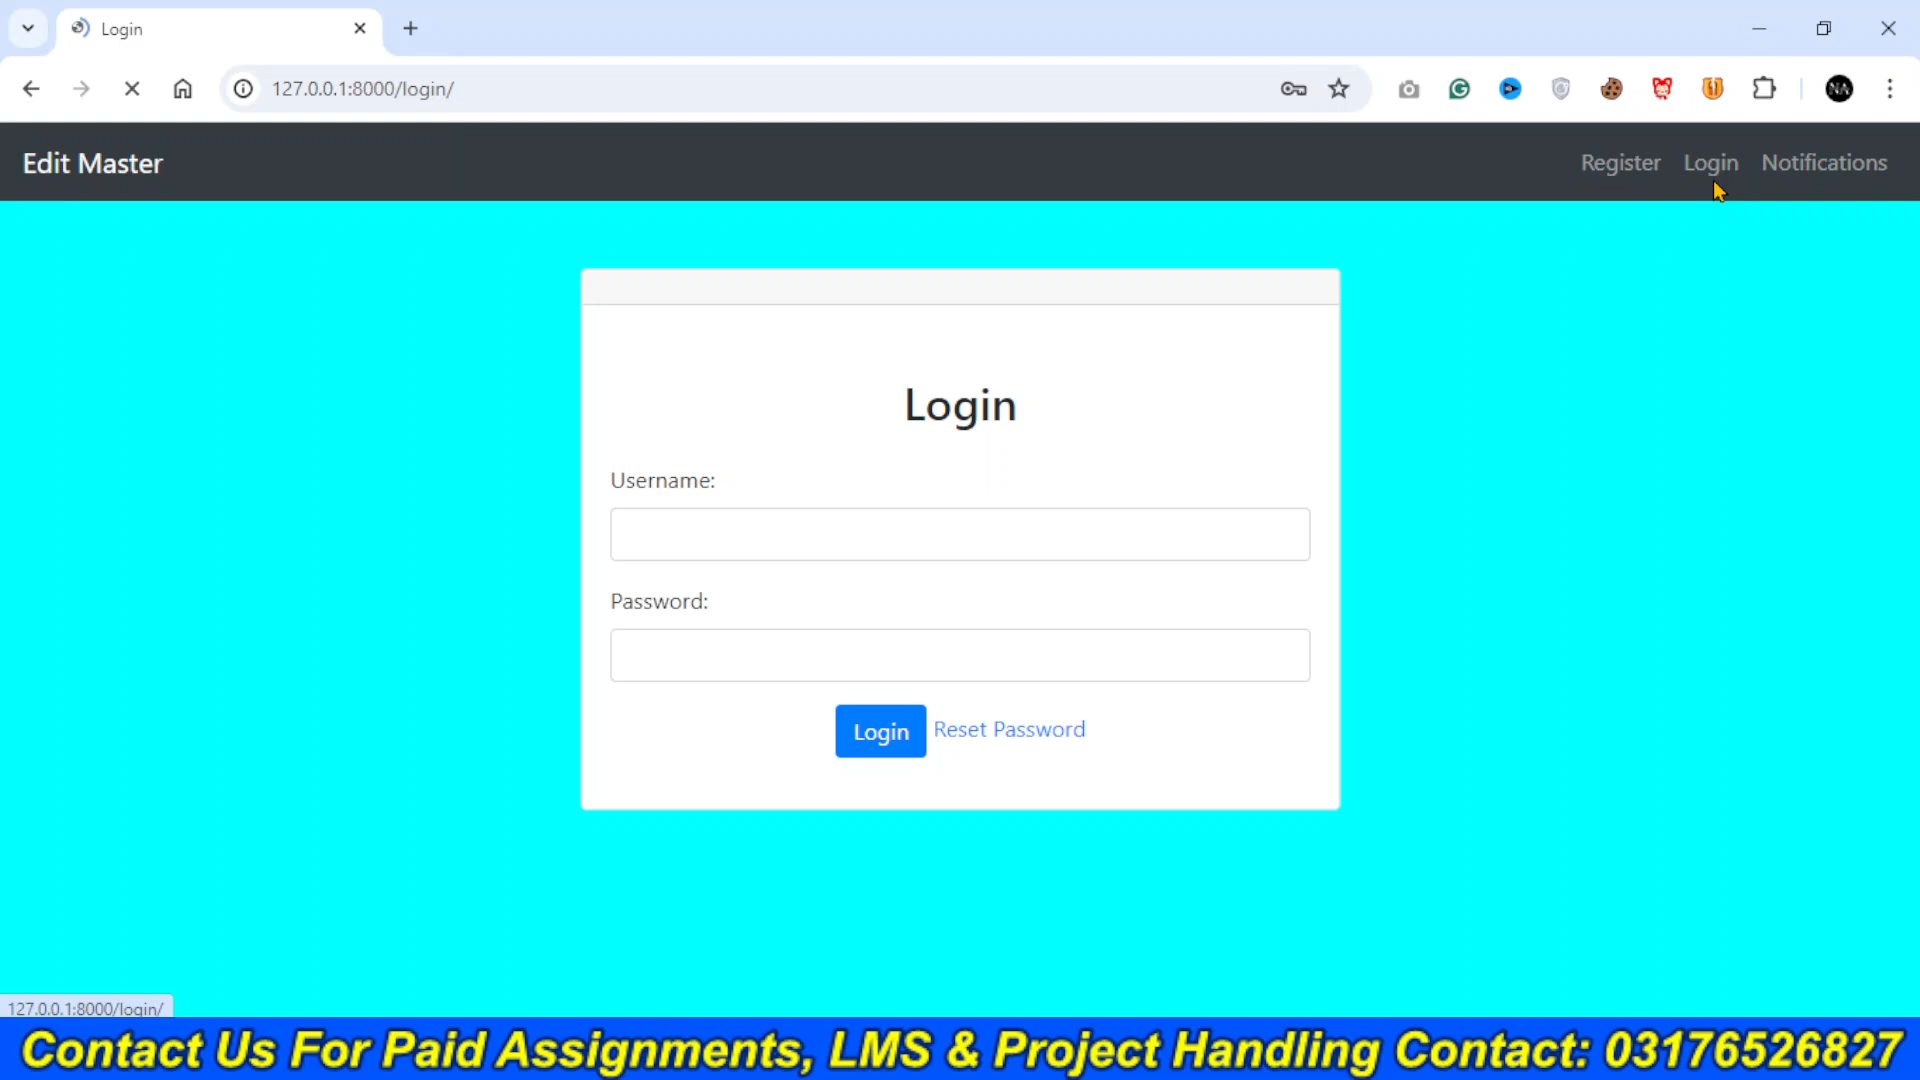 Login
127.0.0.1:8000/login/
NA
Edit Master
Register Login Notifications
Login
Username:
Password:
Login Reset Password
127.0.0.1:8000/login/
Contact Us For Paid Assignments, LMS & Project Handling Contact: 03176526827